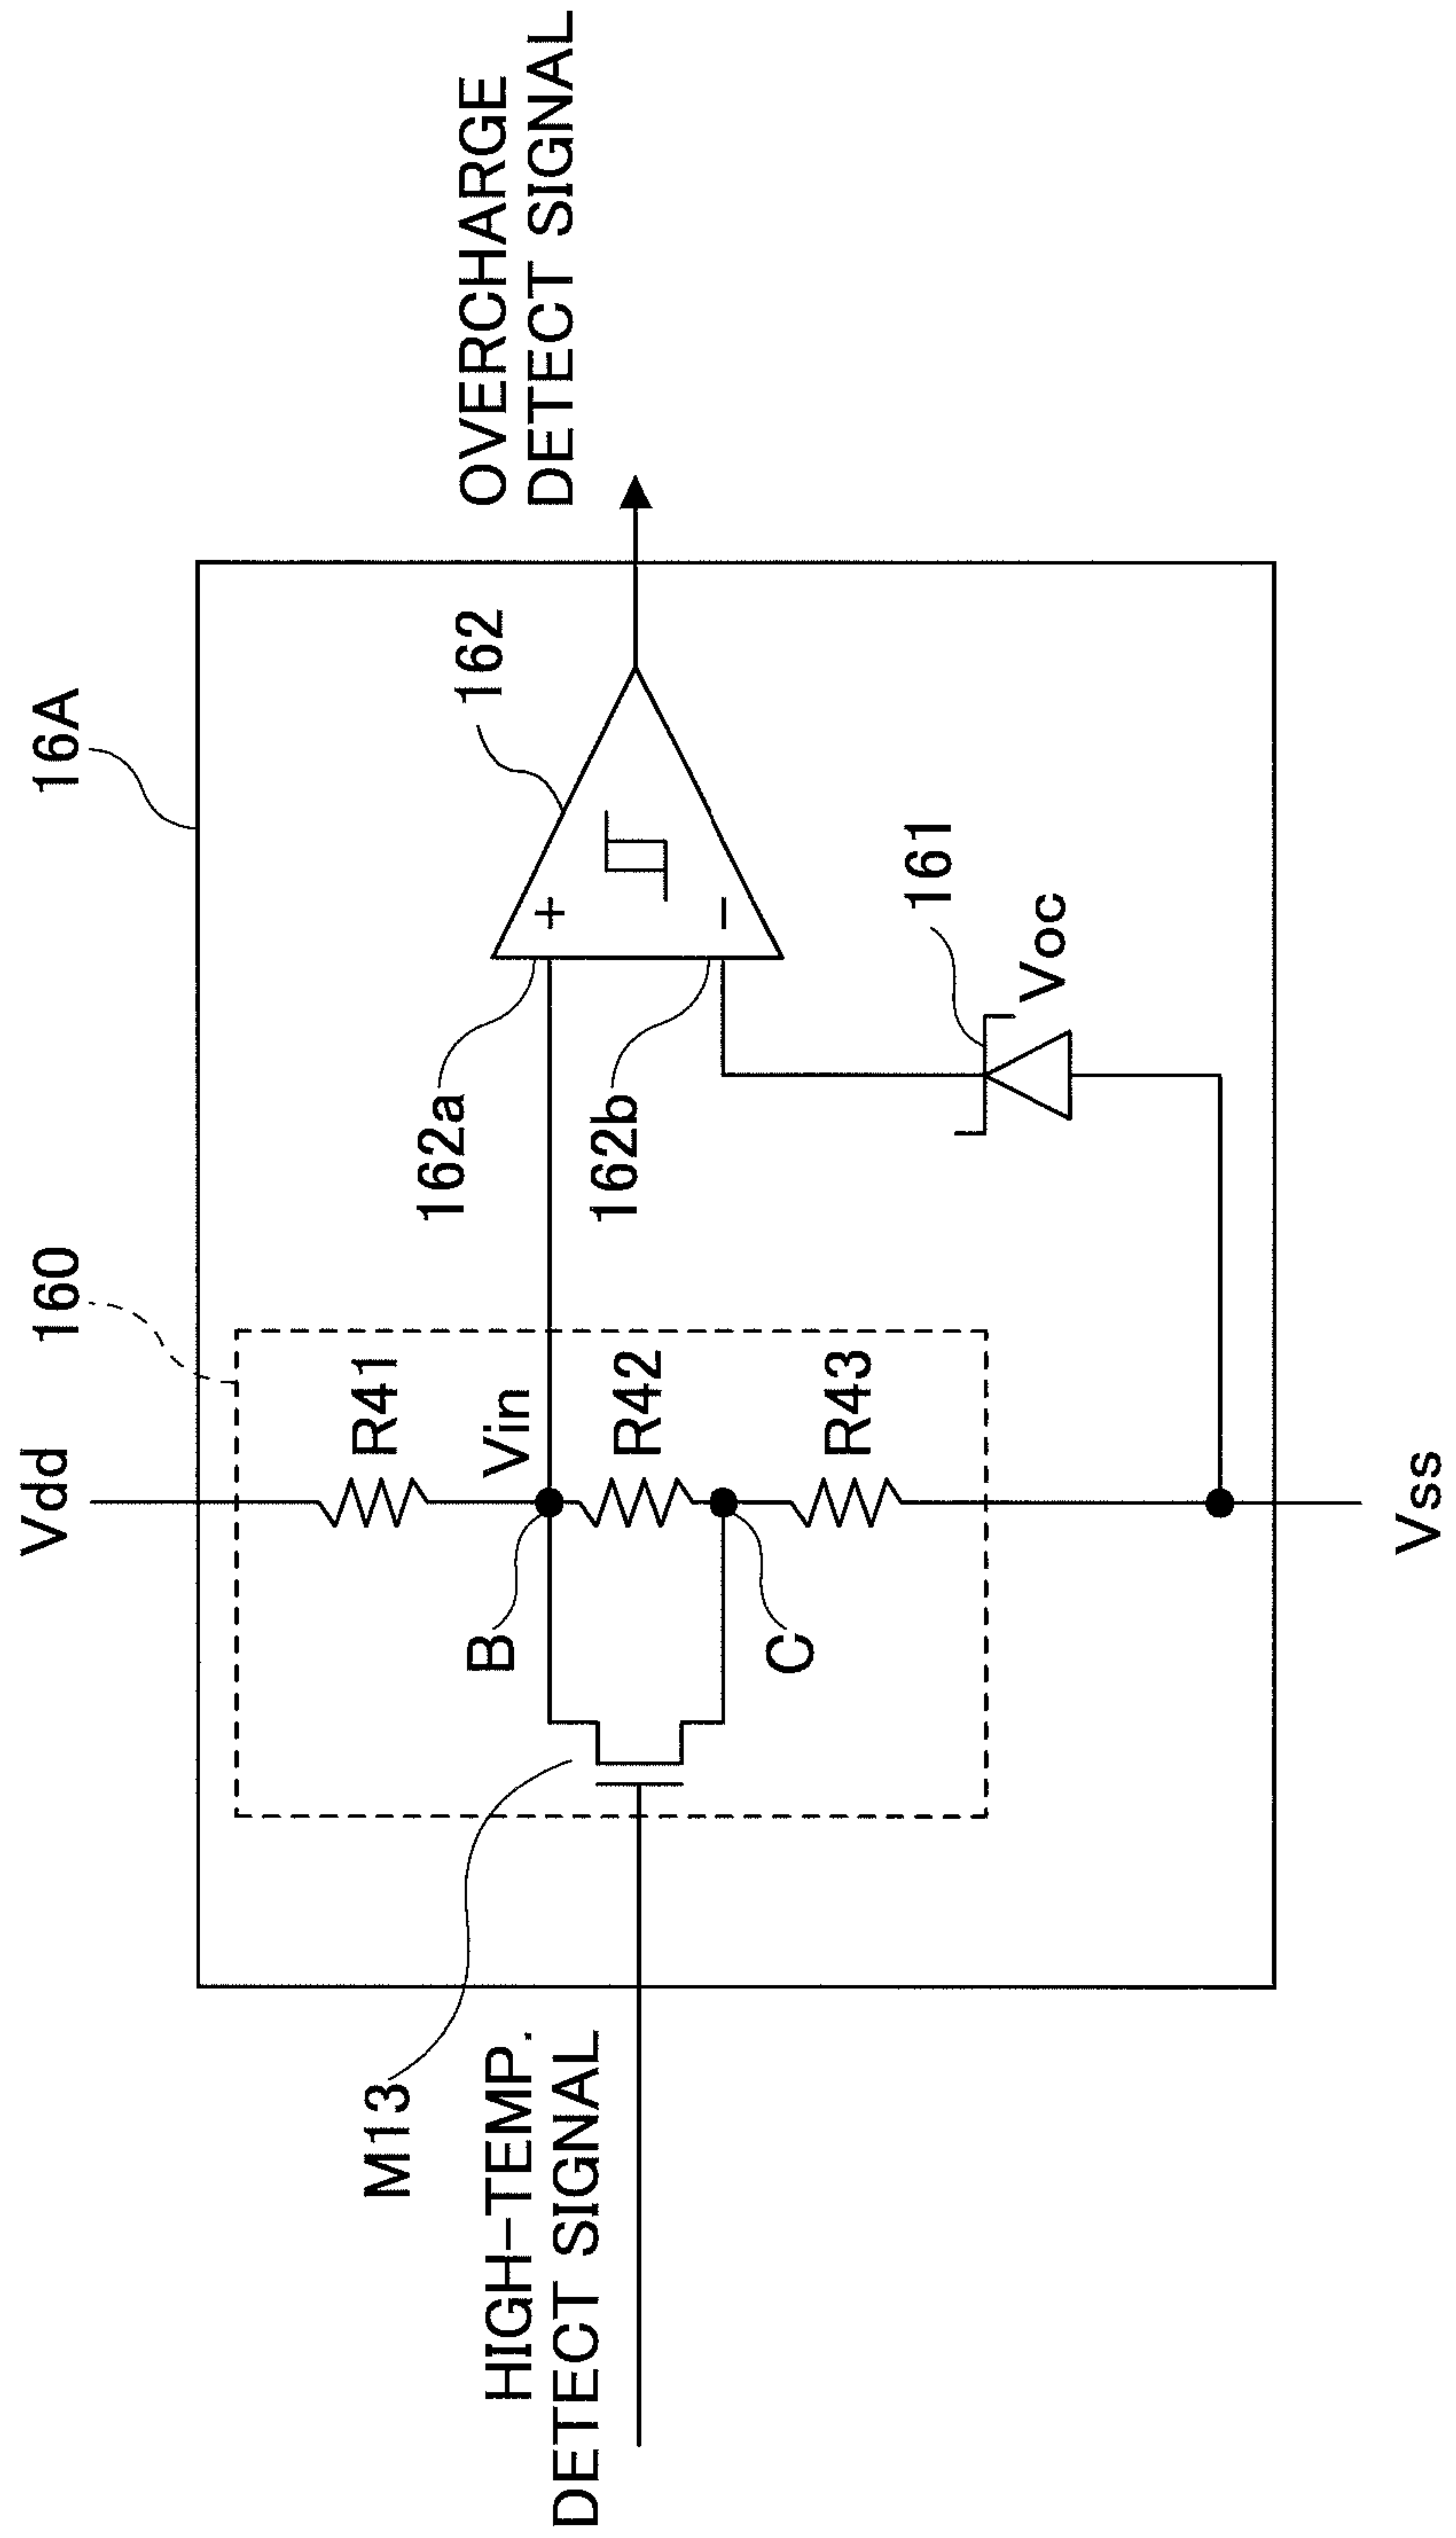 16A
Vdd
160
M13
HIGH-TEMP.
DETECT SIGNAL
R41
B
Vin
R42
C
R43
162a
162b
+
−
162
161
Voc
OVERCHARGE
DETECT SIGNAL
Vss